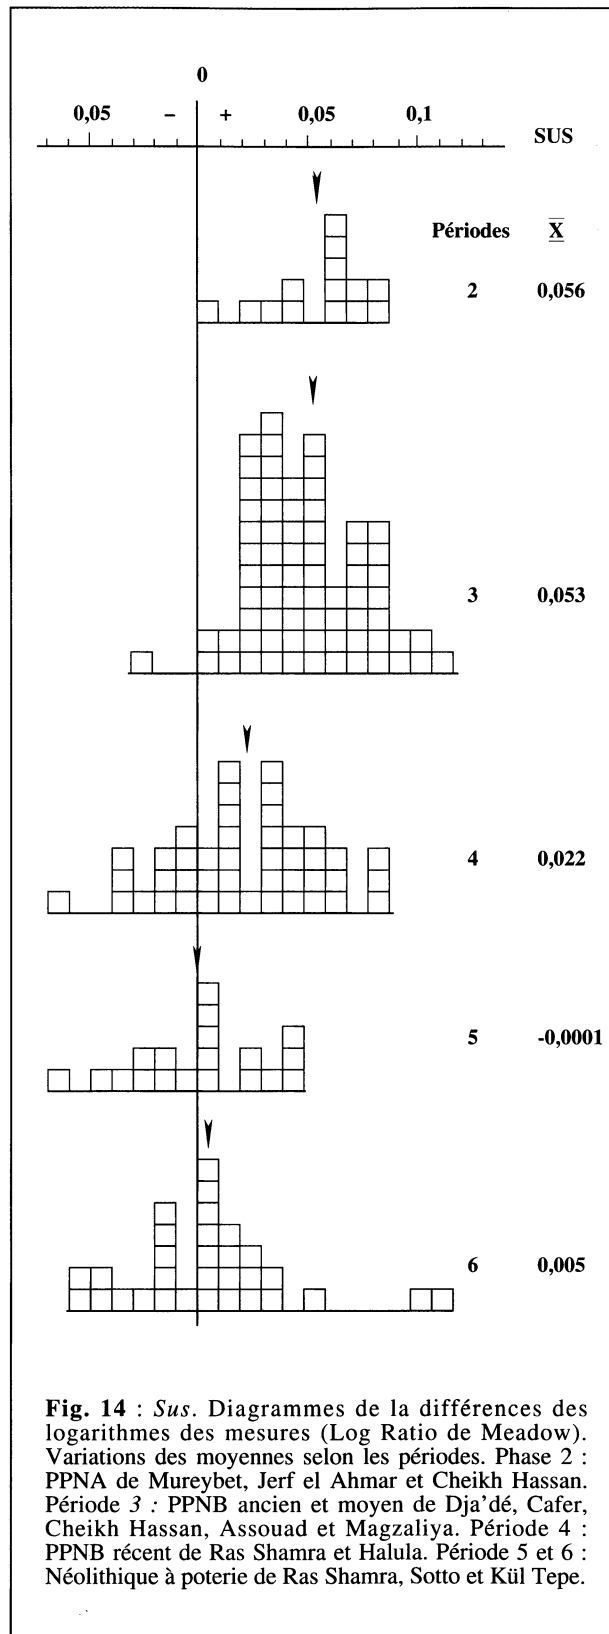 0
0,05 – + 0,05 0,1
SUS
Périodes X
2 0,056
3 0,053
4 0,022
5 -0,0001
6 0,005
Fig. 14 : Sus. Diagrammes de la différences des
logarithmes des mesures (Log Ratio de Meadow).
Variations des moyennes selon les périodes. Phase 2 :
PPNA de Mureybet, Jerf el Ahmar et Cheikh Hassan.
Période 3 : PPNB ancien et moyen de Dja'dé, Cafer,
Cheikh Hassan, Assouad et Magzaliya. Période 4 :
PPNB récent de Ras Shamra et Halula. Période 5 et 6 :
Néolithique à poterie de Ras Shamra, Sotto et Kül Tepe.